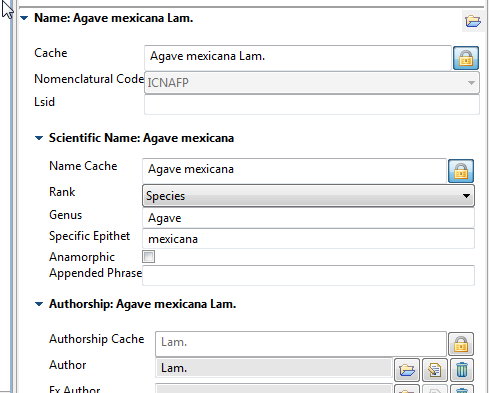 Name: Agave mexicana Lam.
Cache Agave mexicana Lam.
Nomenclatural Code ICNAFP
Lsid
Scientific Name: Agave mexicana
Name Cache Agave mexicana
Rank Species
Genus Agave
Specific Epithet mexicana
Anamorphic
Appended Phrase
Authorship: Agave mexicana Lam.
Authorship Cache Lam.
Author Lam.
Ex Author